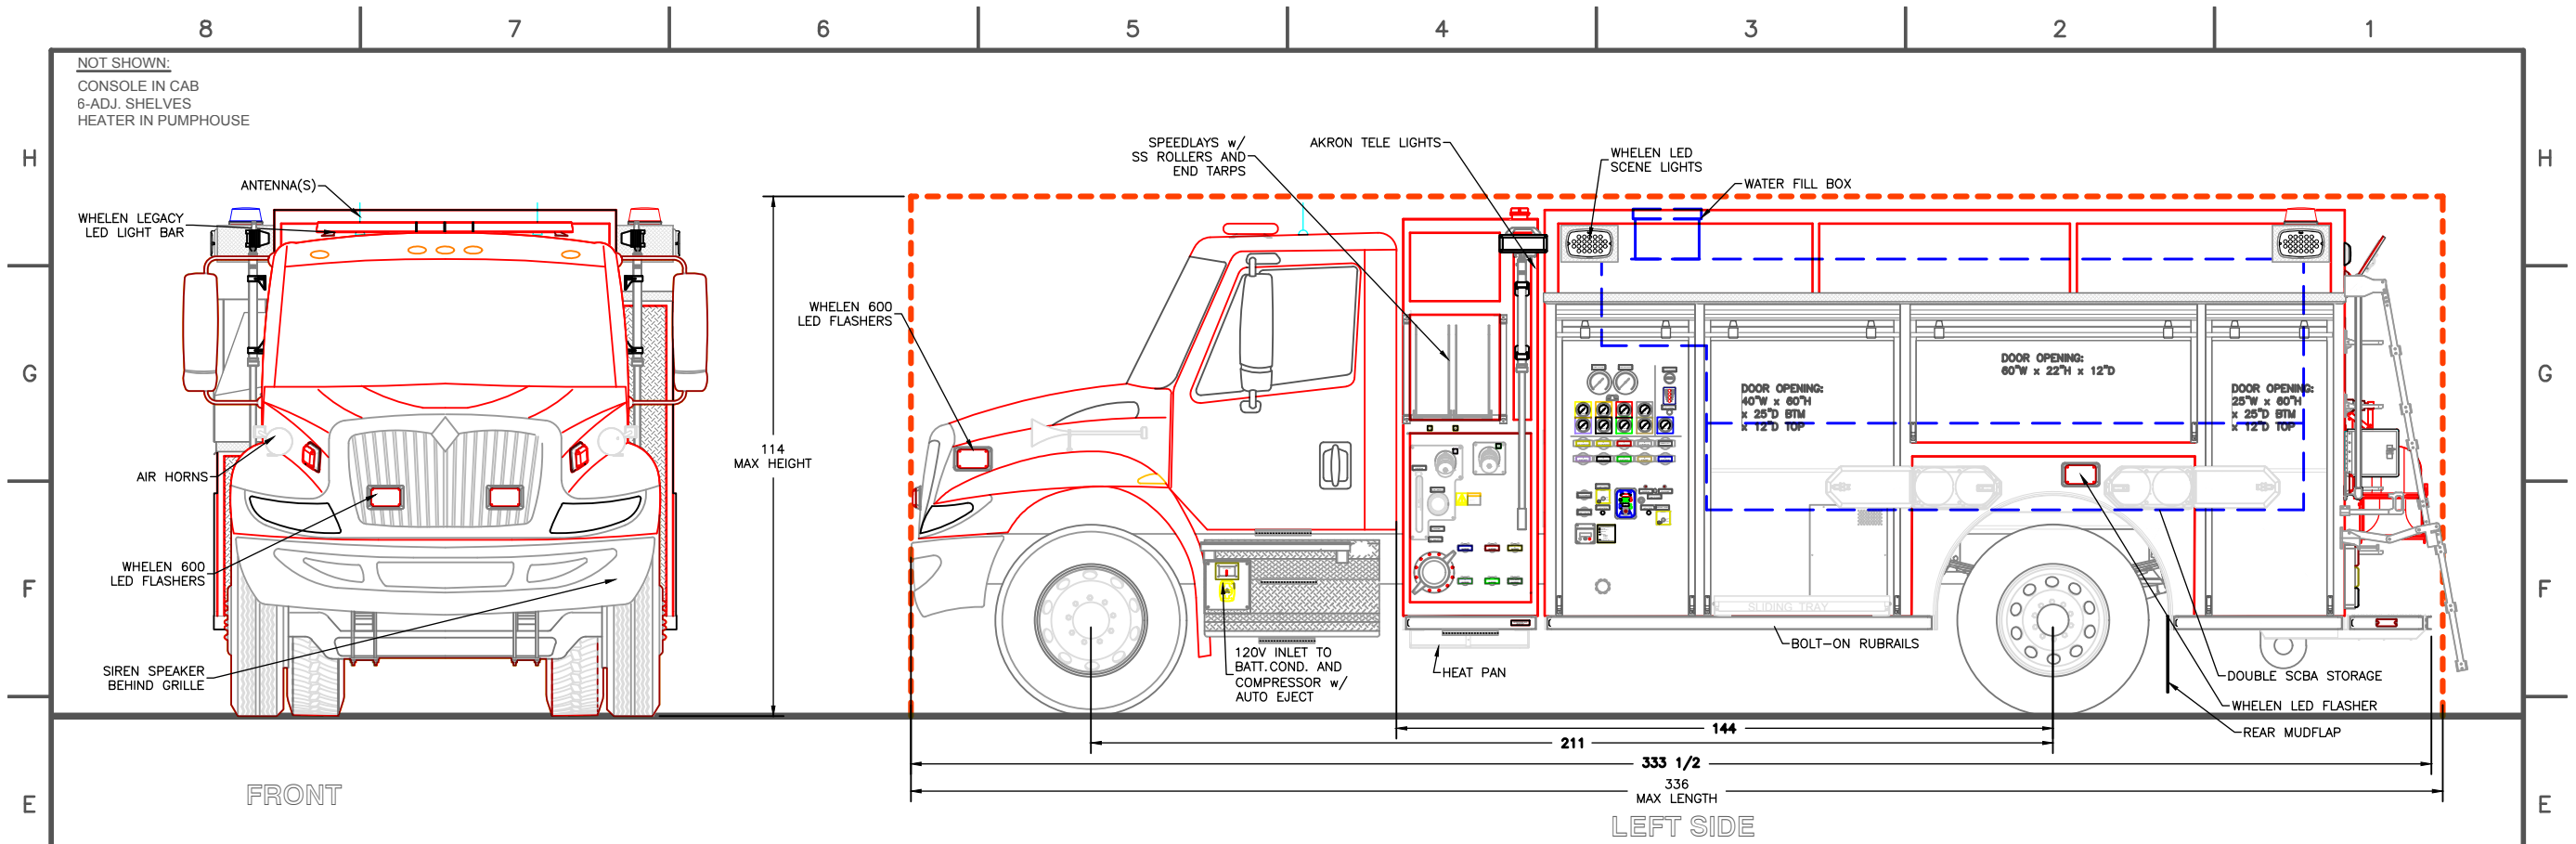 8 7 6 5 4 3 2 1
NOT SHOWN:
CONSOLE IN CAB
6-ADJ. SHELVES
HEATER IN PUMPHOUSE
H
H
SPEEDLAYS w/
SS ROLLERS AND
END TARPS
AKRON TELE LIGHTS
WHELEN LED
SCENE LIGHTS
WATER FILL BOX
ANTENNA(S)
WHELEN LEGACY
LED LIGHT BAR
WHELEN 600
LED FLASHERS
G
G
DOOR OPENING:
60"W x 22"H x 12"D
DOOR OPENING:
40"W x 60"H
x 25"D BTM
x 12"D TOP
DOOR OPENING:
25"W x 60"H
x 25"D BTM
x 12"D TOP
114
MAX HEIGHT
AIR HORNS
WHELEN 600
LED FLASHERS
F
F
SLIDING TRAY
SIREN SPEAKER
BEHIND GRILLE
120V INLET TO
BATT.COND. AND
COMPRESSOR w/
AUTO EJECT
HEAT PAN
BOLT-ON RUBRAILS
DOUBLE SCBA STORAGE
WHELEN LED FLASHER
REAR MUDFLAP
144
211
333 1/2
336
MAX LENGTH
E
E
FRONT
LEFT SIDE